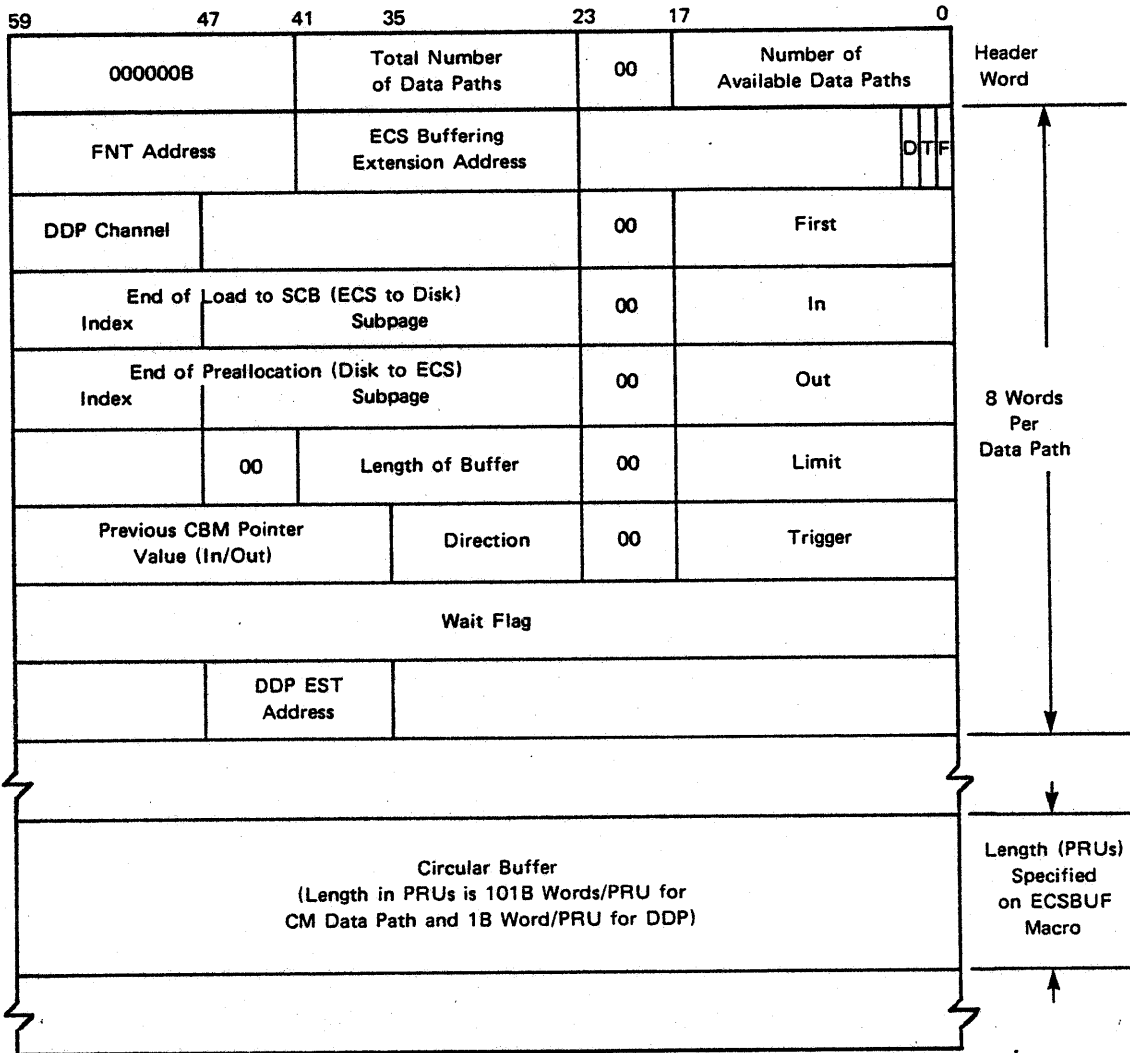 59 47 41 35 23 17 0
000000B
Total Number
of Data Paths
00
Number of
Available Data Paths
Header
Word
FNT Address
ECS Buffering
Extension Address
D T F
DDP Channel
00
First
End of Load to SCB (ECS to Disk)
Index Subpage
00
In
End of Preallocation (Disk to ECS)
Index Subpage
00
Out
8 Words
Per
Data Path
00
Length of Buffer
00
Limit
Previous CBM Pointer
Value (In/Out)
Direction
00
Trigger
Wait Flag
DDP EST
Address
Circular Buffer
(Length in PRUs is 101B Words/PRU for
CM Data Path and 1B Word/PRU for DDP)
Length (PRUs)
Specified
on ECSBUF
Macro